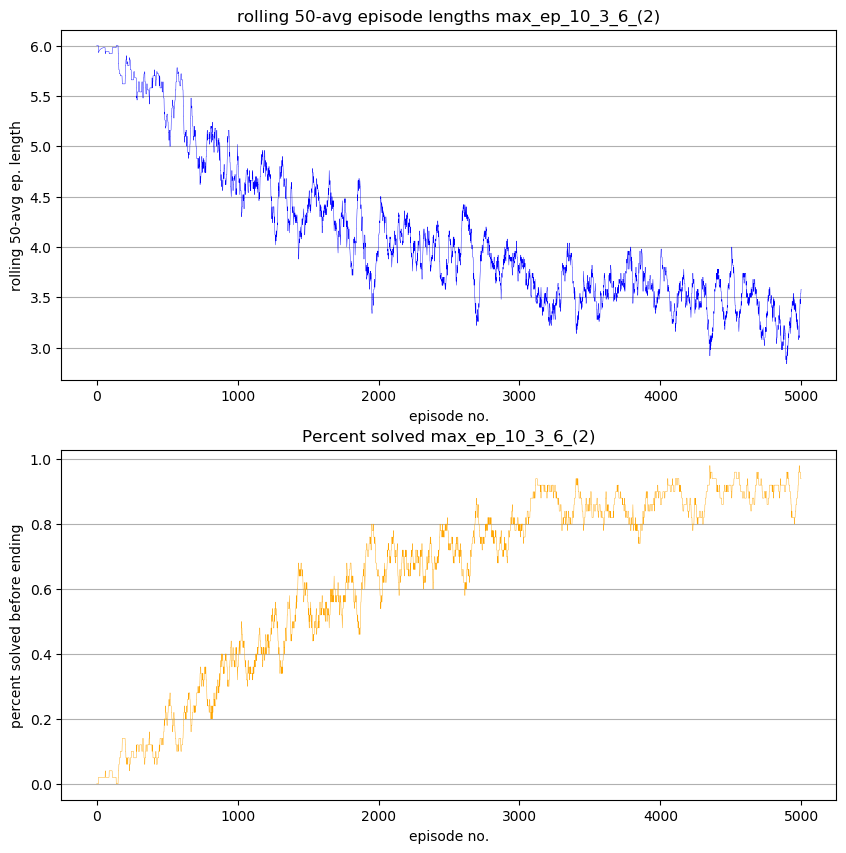 rolling 50-avg episode lengths max_ep_10_3_6_(2)
rolling 50-avg ep. length
6.0
5.5
5.0
4.5
4.0
3.5
3.0
0 1000 2000 3000 4000 5000
episode no.
Percent solved max_ep_10_3_6_(2)
percent solved before ending
1.0
0.8
0.6
0.4
0.2
0.0
0 1000 2000 3000 4000 5000
episode no.